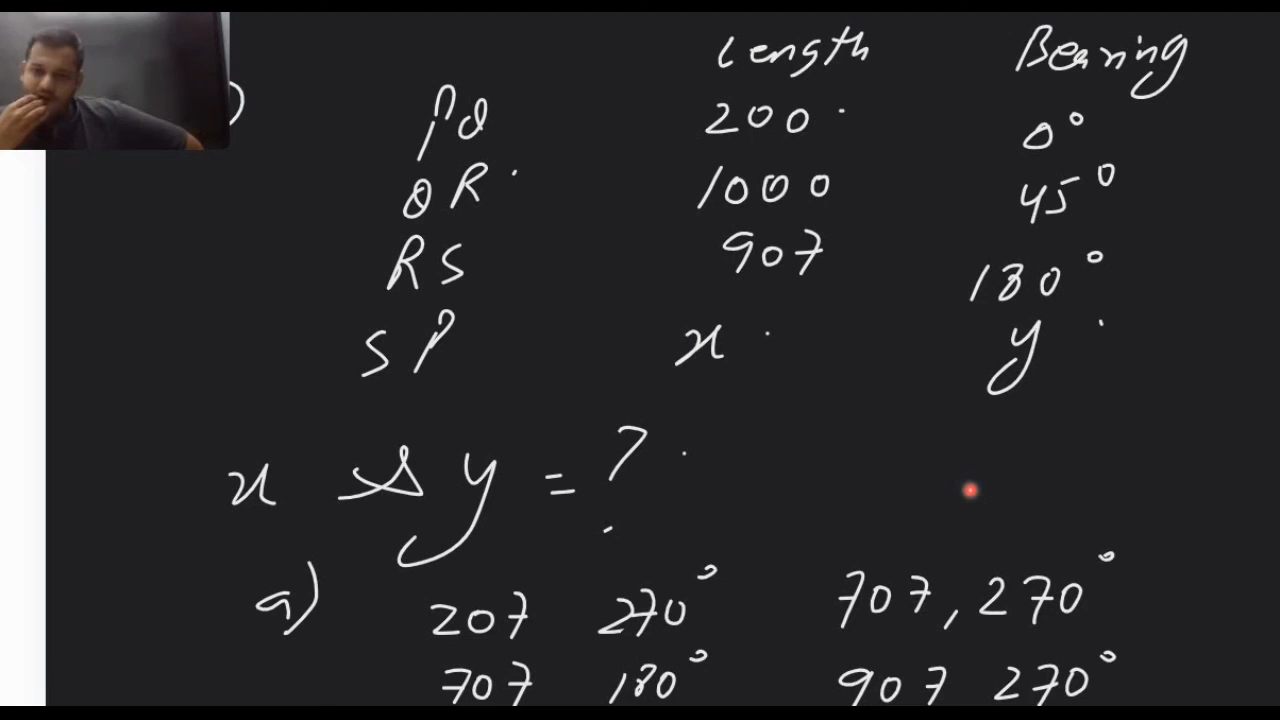 Length Bearing
) PQ 200 0°
QR 1000 45°
RS 907 180°
SP x y
x & y = ?
a) 207 270° 707, 270°
707 180° 907 270°